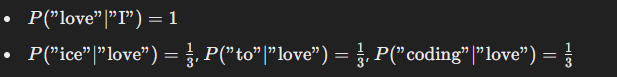 • P("love"|"I") = 1
• P("ice"|"love") = 1/3, P("to"|"love") = 1/3, P("coding"|"love") = 1/3